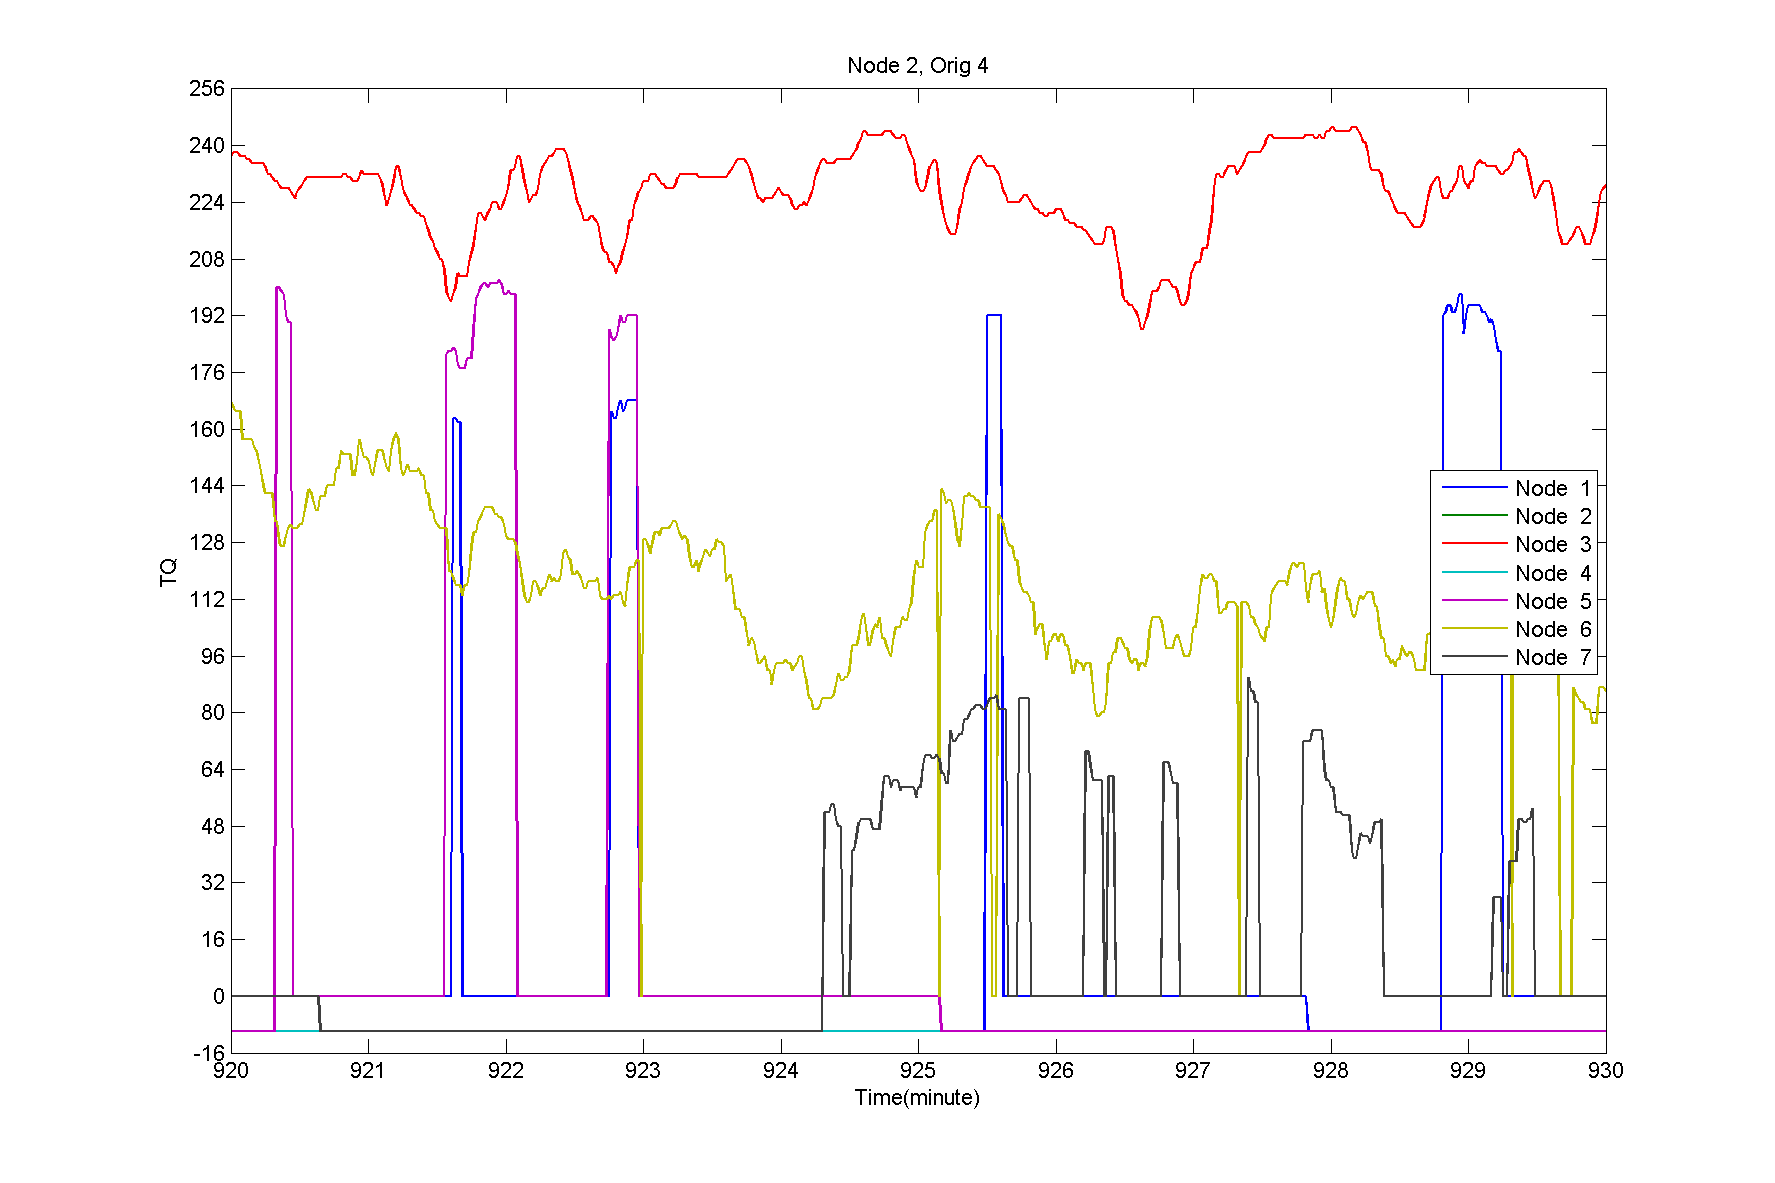 Node 2, Orig 4
256
240
224
208
192
176
160
144
128
112
96
80
64
48
32
16
0
-16
TQ
Node 1
Node 2
Node 3
Node 4
Node 5
Node 6
Node 7
920 921 922 923 924 925 926 927 928 929 930
Time(minute)